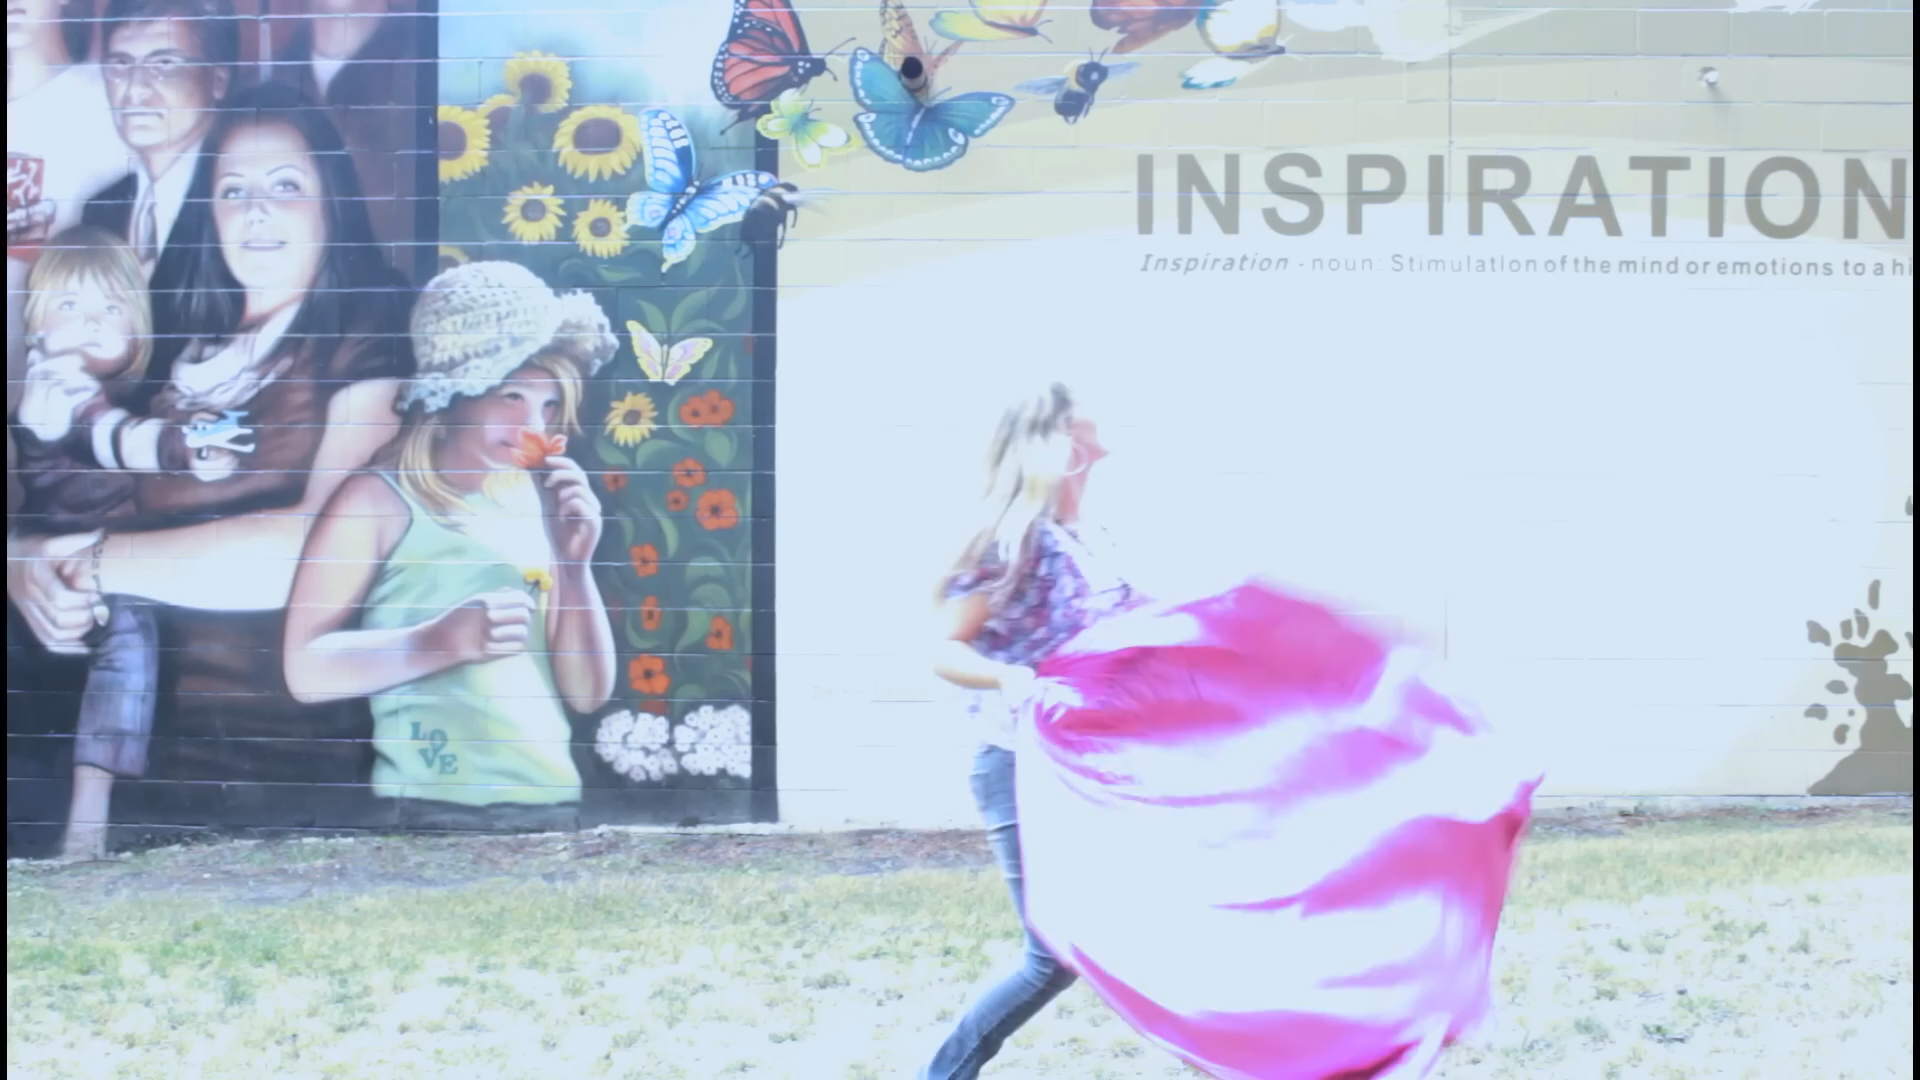 INSPIRATION
Inspiration - noun: Stimulation of the mind or emotions to a hi
LOVE